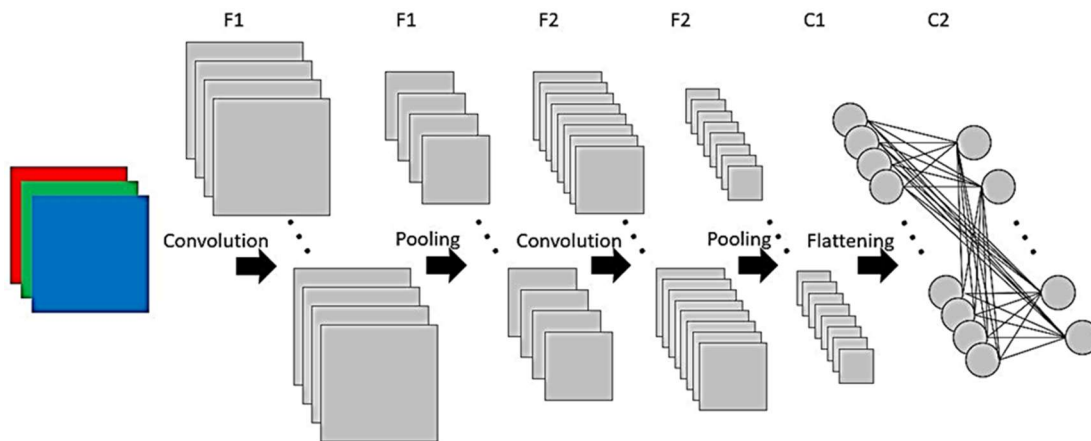 F1 F1 F2 F2 C1 C2
Convolution Pooling Convolution Pooling Flattening